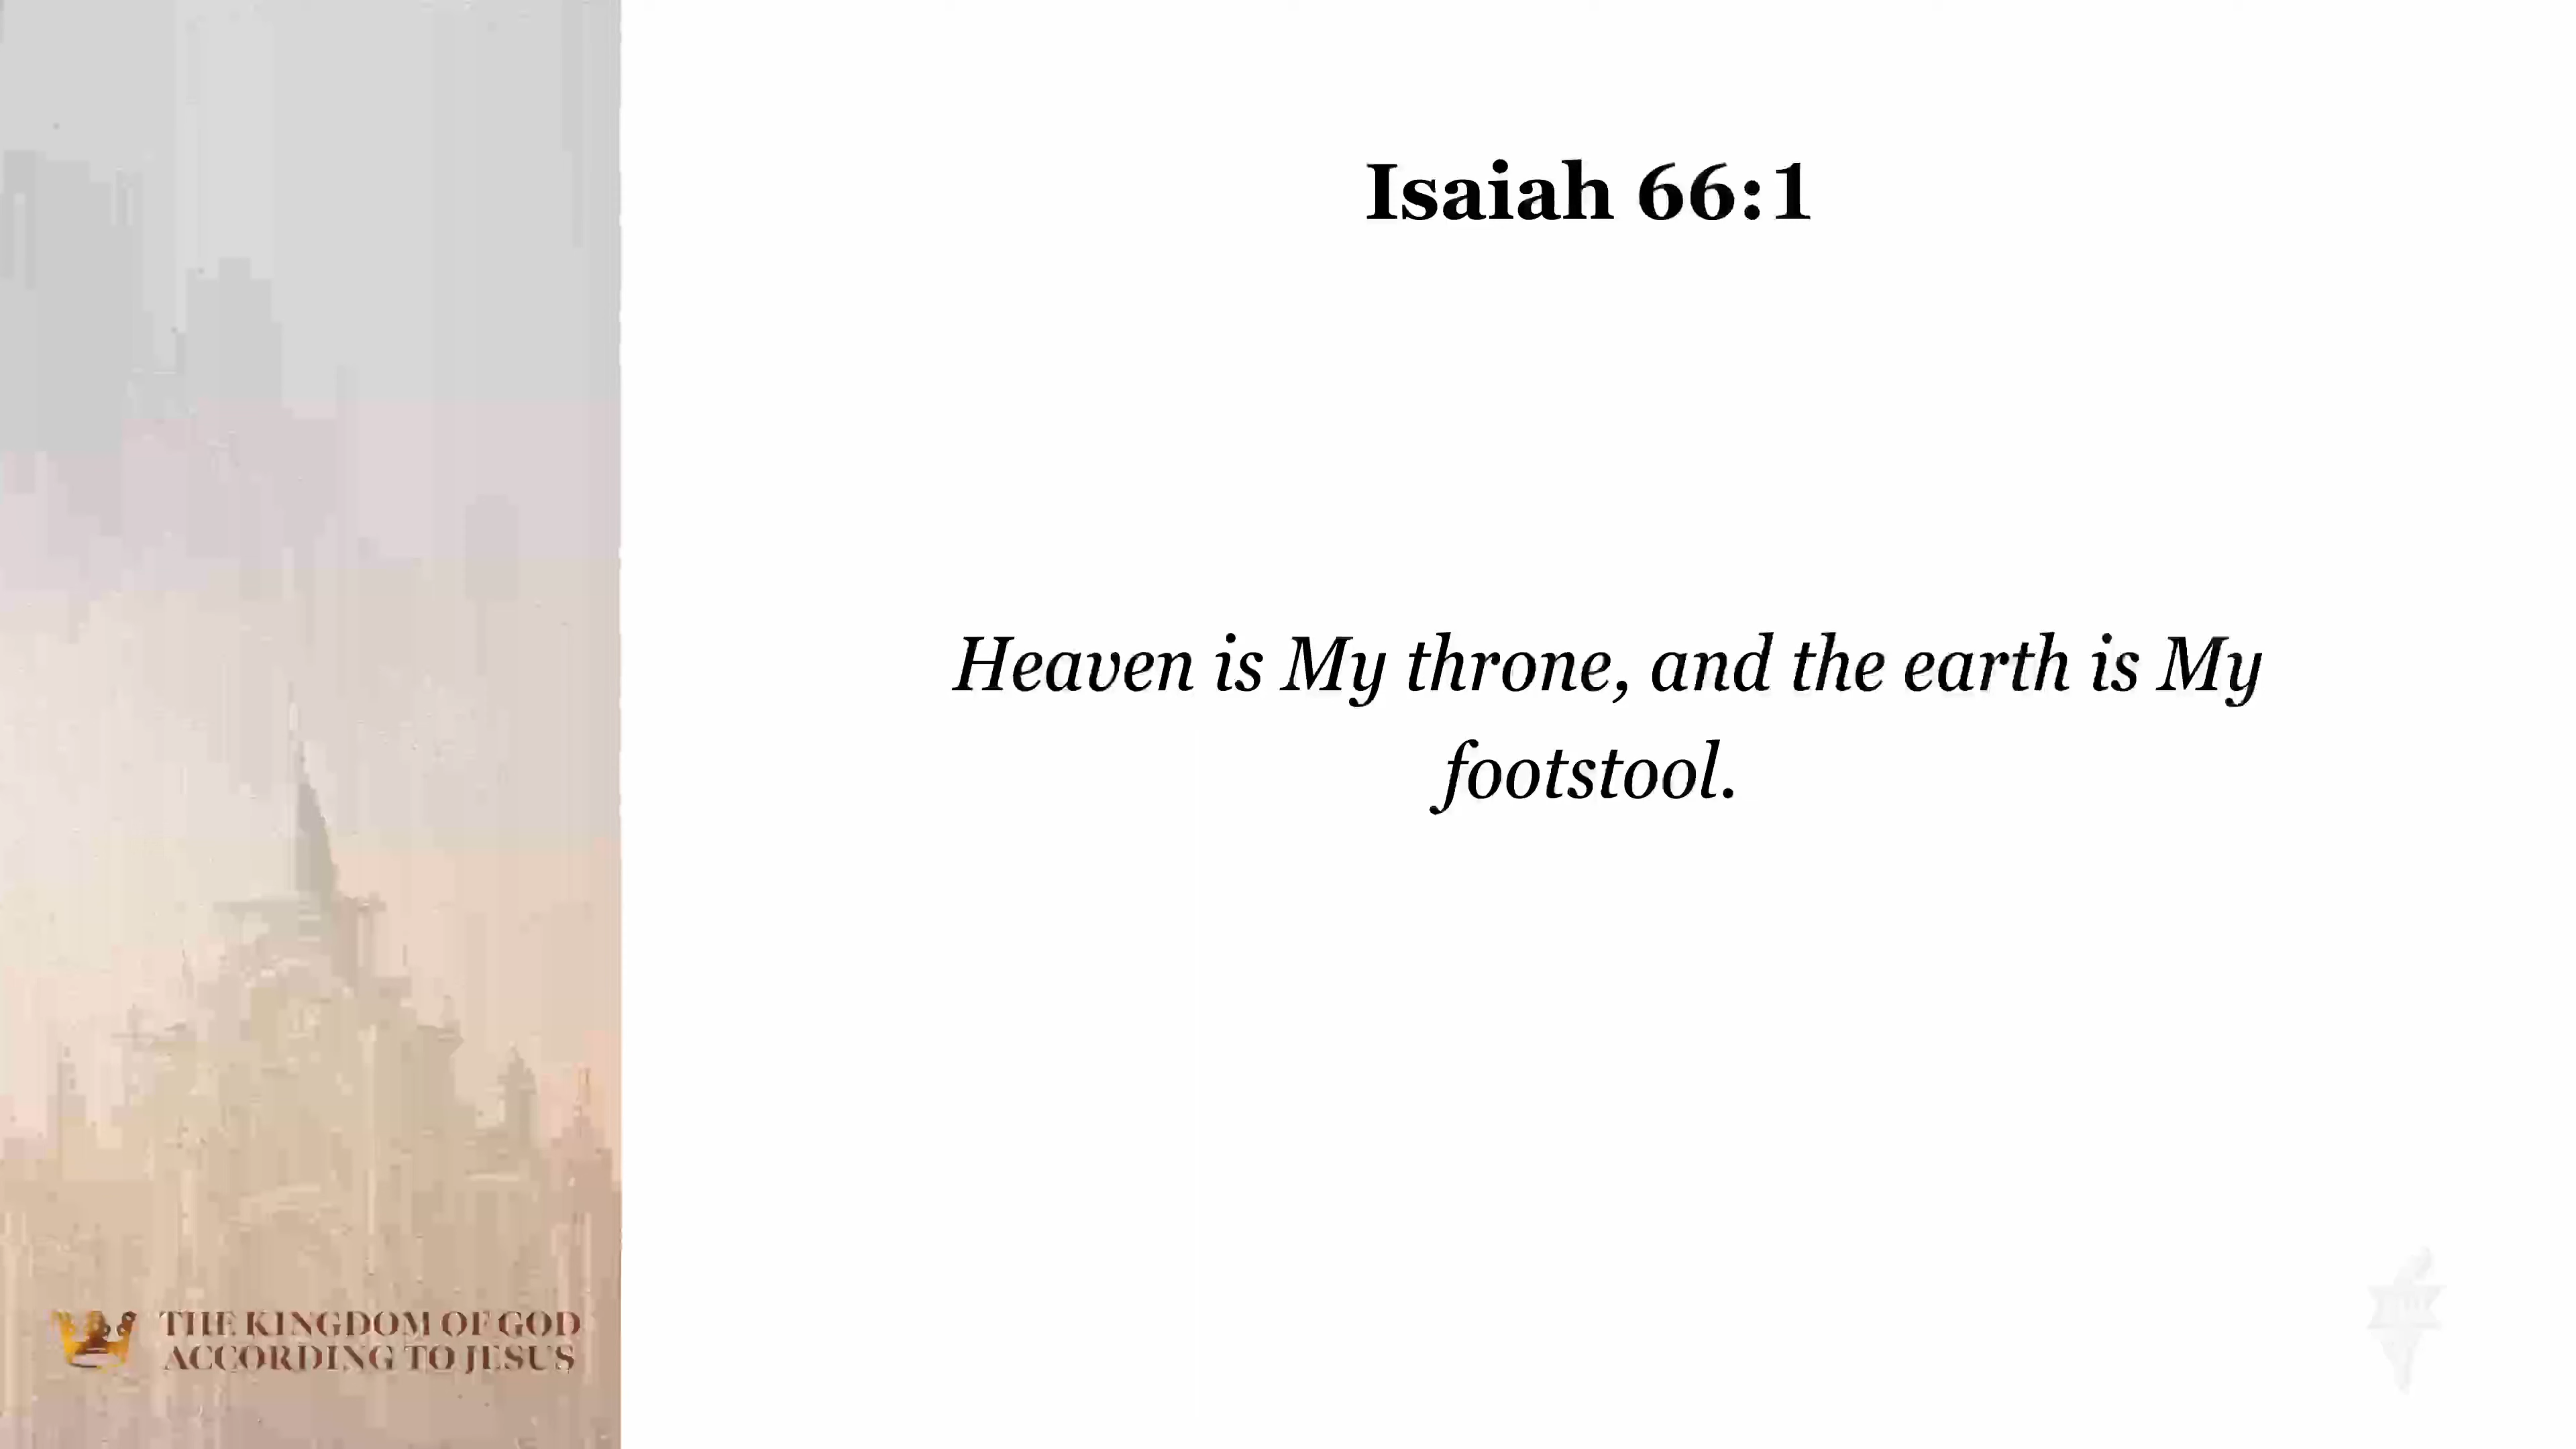 Isaiah 66:1
Heaven is My throne, and the earth is My
footstool.
THE KINGDOM OF GOD
ACCORDING TO JESUS